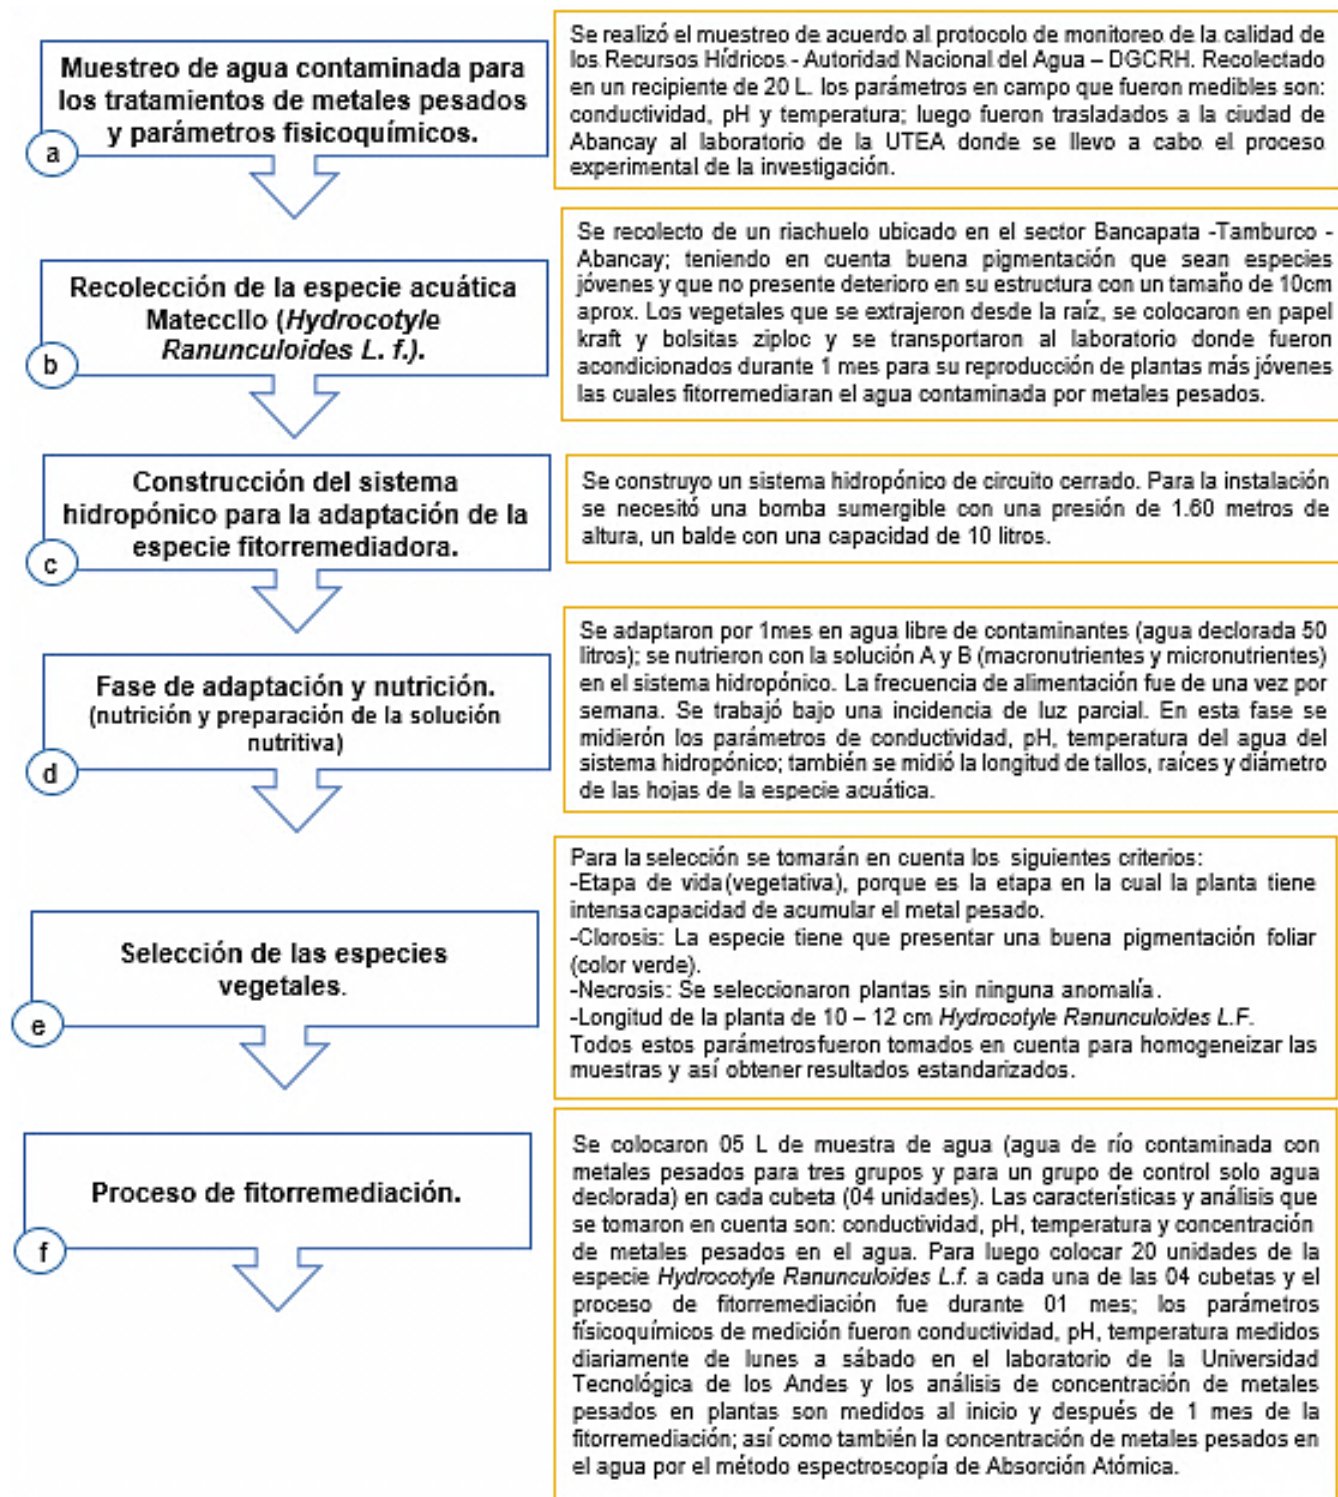 Muestreo de agua contaminada para
los tratamientos de metales pesados
y parámetros fisicoquímicos.
a
Se realizó el muestreo de acuerdo al protocolo de monitoreo de la calidad de
los Recursos Hídricos - Autoridad Nacional del Agua – DGCRH. Recolectado
en un recipiente de 20 L. los parámetros en campo que fueron medibles son:
conductividad, pH y temperatura; luego fueron trasladados a la ciudad de
Abancay al laboratorio de la UTEA donde se llevo a cabo el proceso
experimental de la investigación.
Recolección de la especie acuática
Mateccllo (Hydrocotyle
Ranunculoides L. f.).
b
Se recolecto de un riachuelo ubicado en el sector Bancapata -Tamburco -
Abancay; teniendo en cuenta buena pigmentación que sean especies
jóvenes y que no presente deterioro en su estructura con un tamaño de 10cm
aprox. Los vegetales que se extrajeron desde la raíz, se colocaron en papel
kraft y bolsitas ziploc y se transportaron al laboratorio donde fueron
acondicionados durante 1 mes para su reproducción de plantas más jóvenes
las cuales fitorremediaran el agua contaminada por metales pesados.
Construcción del sistema
hidropónico para la adaptación de la
especie fitorremediadora.
c
Se construyo un sistema hidropónico de circuito cerrado. Para la instalación
se necesitó una bomba sumergible con una presión de 1.60 metros de
altura, un balde con una capacidad de 10 litros.
Fase de adaptación y nutrición.
(nutrición y preparación de la solución
nutritiva)
d
Se adaptaron por 1mes en agua libre de contaminantes (agua declorada 50
litros); se nutrieron con la solución A y B (macronutrientes y micronutrientes)
en el sistema hidropónico. La frecuencia de alimentación fue de una vez por
semana. Se trabajó bajo una incidencia de luz parcial. En esta fase se
midierón los parámetros de conductividad, pH, temperatura del agua del
sistema hidropónico; también se midió la longitud de tallos, raíces y diámetro
de las hojas de la especie acuática.
Selección de las especies
vegetales.
e
Para la selección se tomarán en cuenta los siguientes criterios:
-Etapa de vida(vegetativa), porque es la etapa en la cual la planta tiene
intensacapacidad de acumular el metal pesado.
-Clorosis: La especie tiene que presentar una buena pigmentación foliar
(color verde).
-Necrosis: Se seleccionaron plantas sin ninguna anomalía.
-Longitud de la planta de 10 – 12 cm Hydrocotyle Ranunculoides L.F.
Todos estos parámetrosfueron tomados en cuenta para homogeneizar las
muestras y así obtener resultados estandarizados.
Proceso de fitorremediación.
f
Se colocaron 05 L de muestra de agua (agua de río contaminada con
metales pesados para tres grupos y para un grupo de control solo agua
declorada) en cada cubeta (04 unidades). Las características y análisis que
se tomaron en cuenta son: conductividad, pH, temperatura y concentración
de metales pesados en el agua. Para luego colocar 20 unidades de la
especie Hydrocotyle Ranunculoides L.f. a cada una de las 04 cubetas y el
proceso de fitorremediación fue durante 01 mes; los parámetros
físicoquímicos de medición fueron conductividad, pH, temperatura medidos
diariamente de lunes a sábado en el laboratorio de la Universidad
Tecnológica de los Andes y los análisis de concentración de metales
pesados en plantas son medidos al inicio y después de 1 mes de la
fitorremediación; así como también la concentración de metales pesados en
el agua por el método espectroscopía de Absorción Atómica.